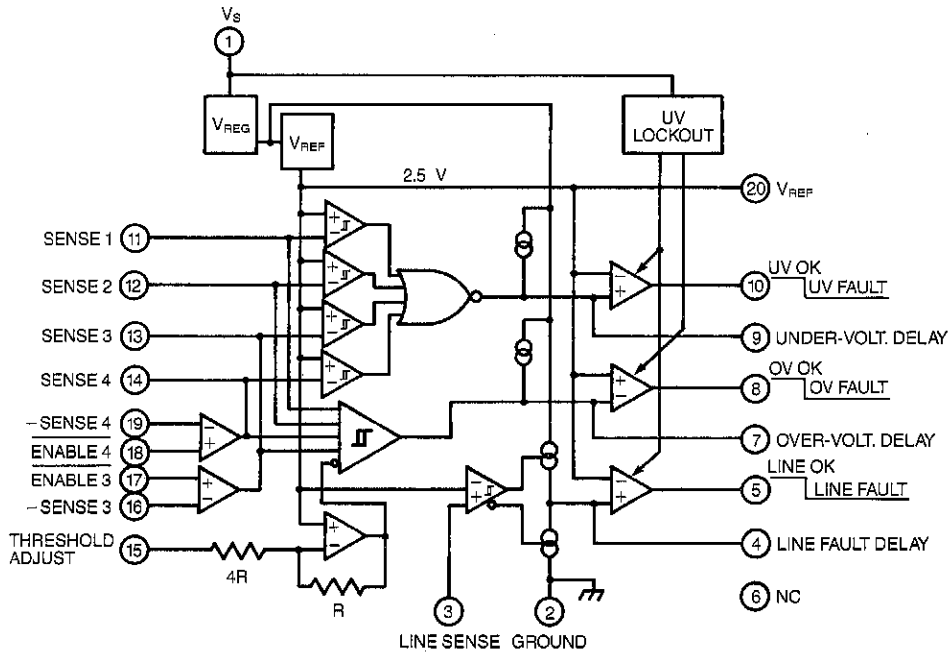 VS
1
VREG
VREF
UV
LOCKOUT
2.5 V
20 VREF
SENSE 1 11
SENSE 2 12
SENSE 3 13
SENSE 4 14
−SENSE 4 19
ENABLE 4 18
ENABLE 3 17
−SENSE 3 16
THRESHOLD
ADJUST 15
4R
R
+
−
+
−
+
−
+
−
−
+
+
−
+
−
+
+
−
−
+
+
−
−
+
10 UV OK
UV FAULT
9 UNDER-VOLT. DELAY
8 OV OK
OV FAULT
7 OVER-VOLT. DELAY
5 LINE OK
LINE FAULT
4 LINE FAULT DELAY
6 NC
3
LINE SENSE
2
GROUND